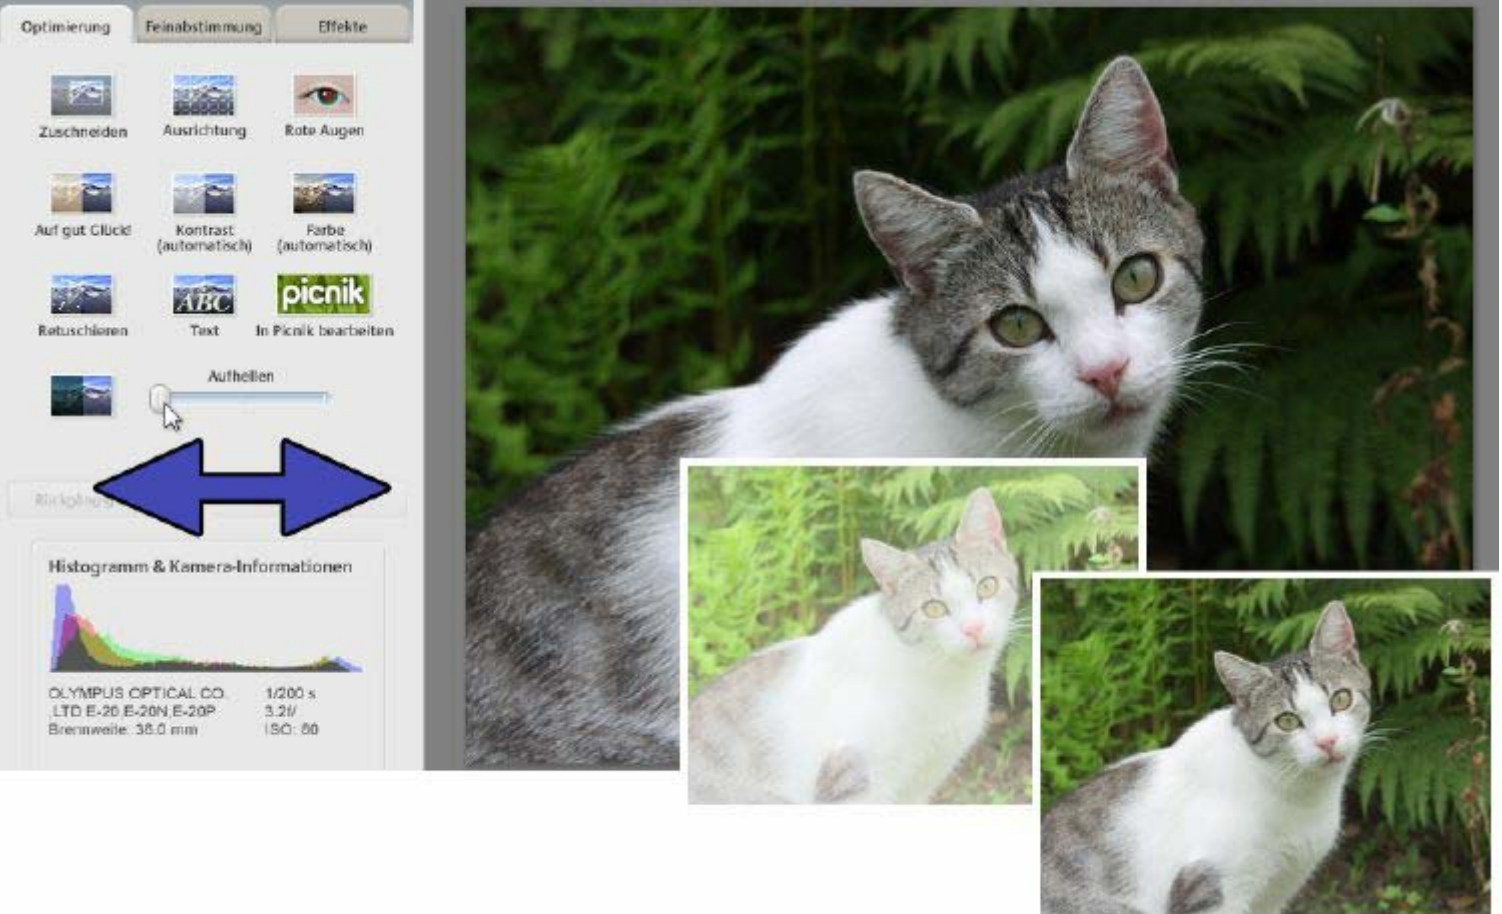 Optimierung
Feinabstimmung
Effekte
Zuschneiden
Ausrichtung
Rote Augen
Auf gut Glück!
Kontrast
(automatisch)
Farbe
(automatisch)
ABC
picnik
Retuschieren
Text
In Picnik bearbeiten
Aufhellen
Histogramm & Kamera-Informationen
OLYMPUS OPTICAL CO.
1/200 s
,LTD E-20,E-20N,E-20P
3.2f/
Brennweite: 36.0 mm
ISO: 80